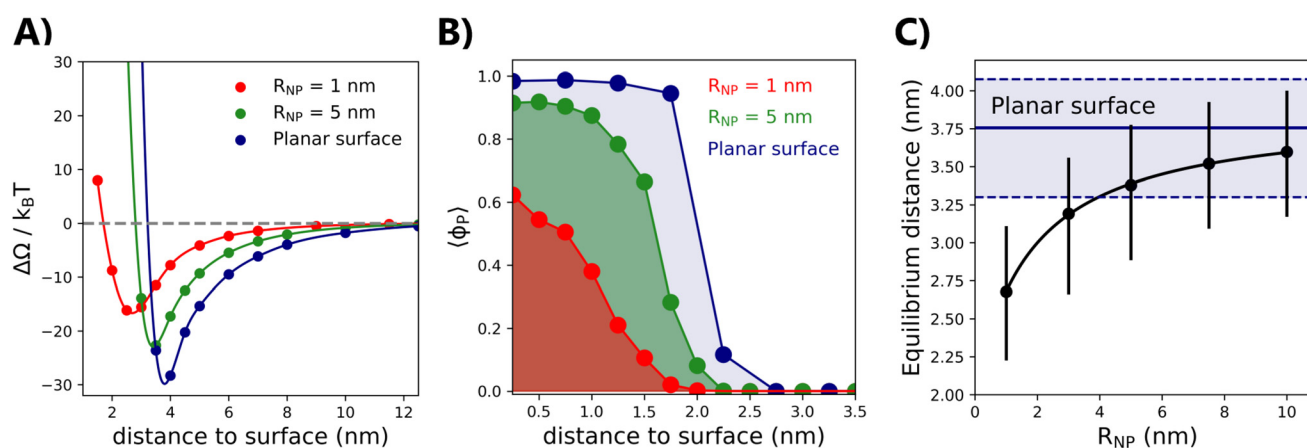 A)
ΔΩ / k_BT
30
20
10
0
−10
−20
−30
R_NP = 1 nm
R_NP = 5 nm
Planar surface
2 4 6 8 10 12
distance to surface (nm)
B)
⟨ϕ_P⟩
1.0
0.8
0.6
0.4
0.2
0.0
R_NP = 1 nm
R_NP = 5 nm
Planar surface
0.5 1.0 1.5 2.0 2.5 3.0 3.5
distance to surface (nm)
C)
Equilibrium distance (nm)
4.00
3.75
3.50
3.25
3.00
2.75
2.50
2.25
2.00
Planar surface
0 2 4 6 8 10
R_NP (nm)